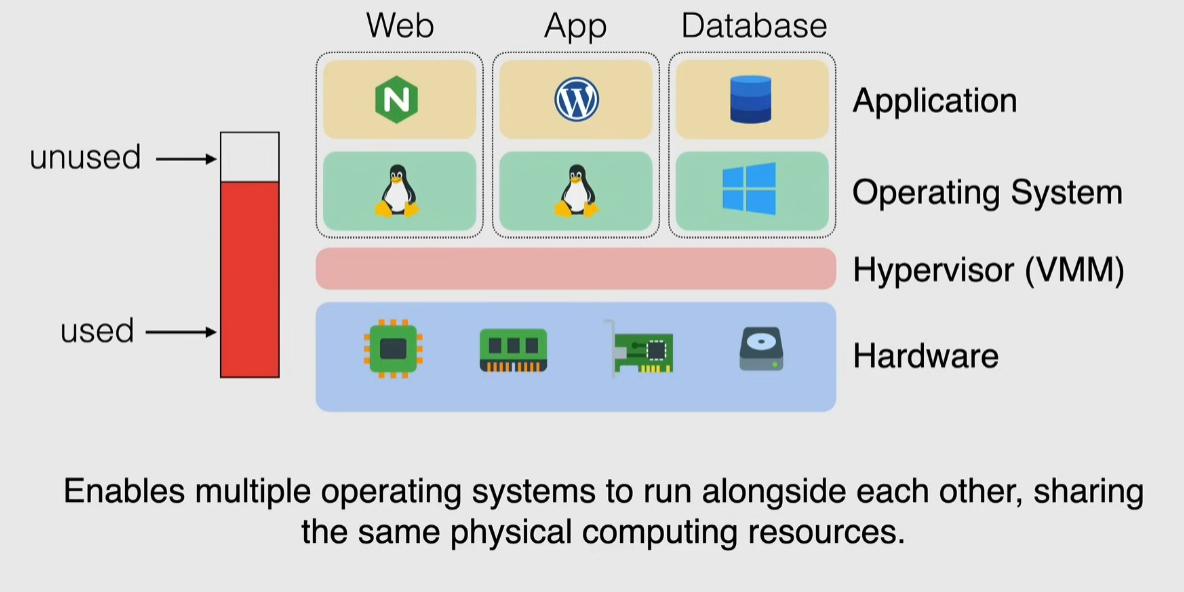 Web
App
Database
N
W
Application
unused
Operating System
Hypervisor (VMM)
used
Hardware
Enables multiple operating systems to run alongside each other, sharing
the same physical computing resources.